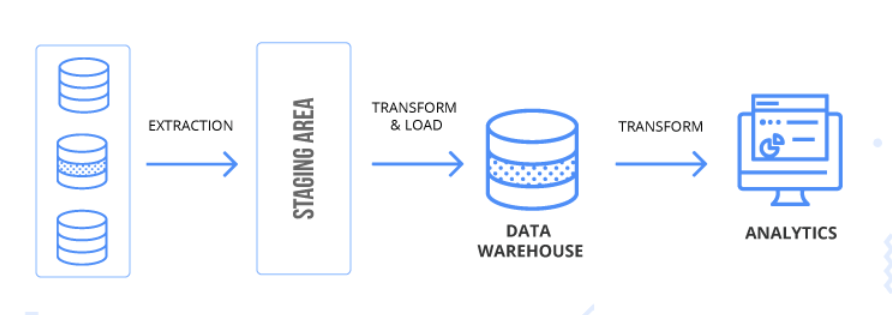 EXTRACTION
STAGING AREA
TRANSFORM
& LOAD
DATA
WAREHOUSE
TRANSFORM
ANALYTICS